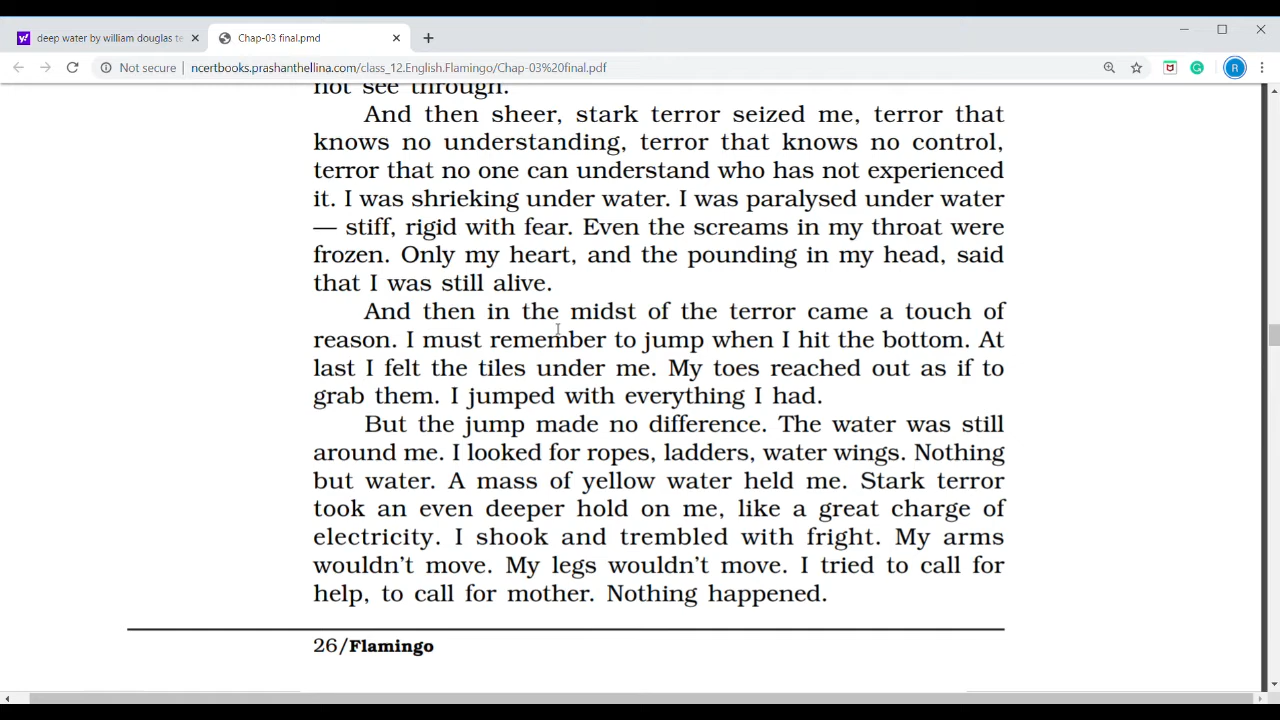 deep water by william douglas te
Chap-03 final.pmd
Not secure
ncertbooks.prashanthellina.com/class_12.English.Flamingo/Chap-03%20final.pdf
R
not see through.
And then sheer, stark terror seized me, terror that
knows no understanding, terror that knows no control,
terror that no one can understand who has not experienced
it. I was shrieking under water. I was paralysed under water
— stiff, rigid with fear. Even the screams in my throat were
frozen. Only my heart, and the pounding in my head, said
that I was still alive.
And then in the midst of the terror came a touch of
reason. I must remember to jump when I hit the bottom. At
last I felt the tiles under me. My toes reached out as if to
grab them. I jumped with everything I had.
But the jump made no difference. The water was still
around me. I looked for ropes, ladders, water wings. Nothing
but water. A mass of yellow water held me. Stark terror
took an even deeper hold on me, like a great charge of
electricity. I shook and trembled with fright. My arms
wouldn't move. My legs wouldn't move. I tried to call for
help, to call for mother. Nothing happened.
26/Flamingo